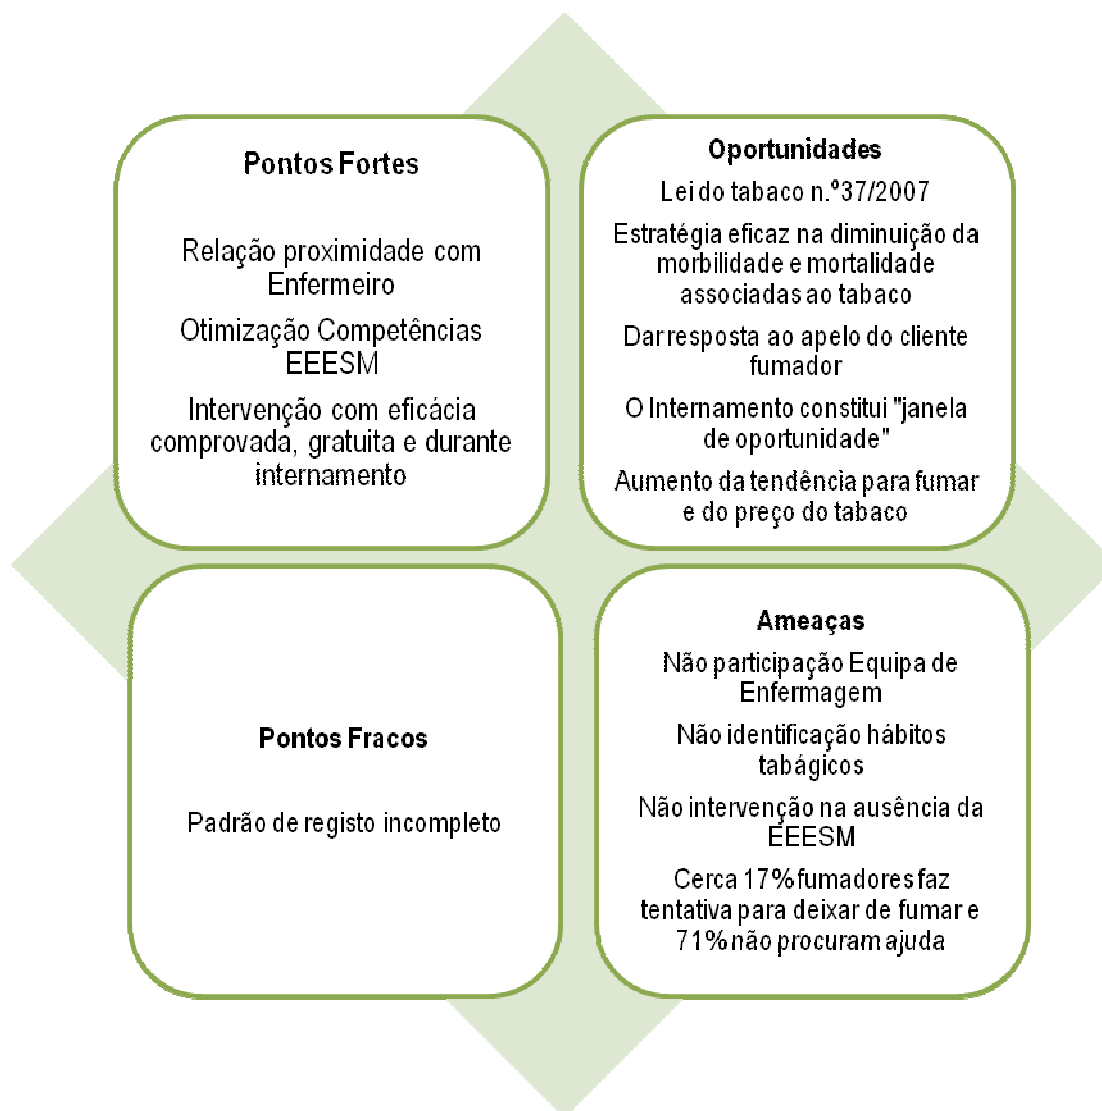 Pontos Fortes
Relação proximidade com
Enfermeiro
Otimização Competências
EEESM
Intervenção com eficácia
comprovada, gratuita e durante
internamento
Oportunidades
Lei do tabaco n.º37/2007
Estratégia eficaz na diminuição da
morbilidade e mortalidade
associadas ao tabaco
Dar resposta ao apelo do cliente
fumador
O Internamento constitui "janela
de oportunidade"
Aumento da tendência para fumar
e do preço do tabaco
Pontos Fracos
Padrão de registo incompleto
Ameaças
Não participação Equipa de
Enfermagem
Não identificação hábitos
tabágicos
Não intervenção na ausência da
EEESM
Cerca 17% fumadores faz
tentativa para deixar de fumar e
71% não procuram ajuda